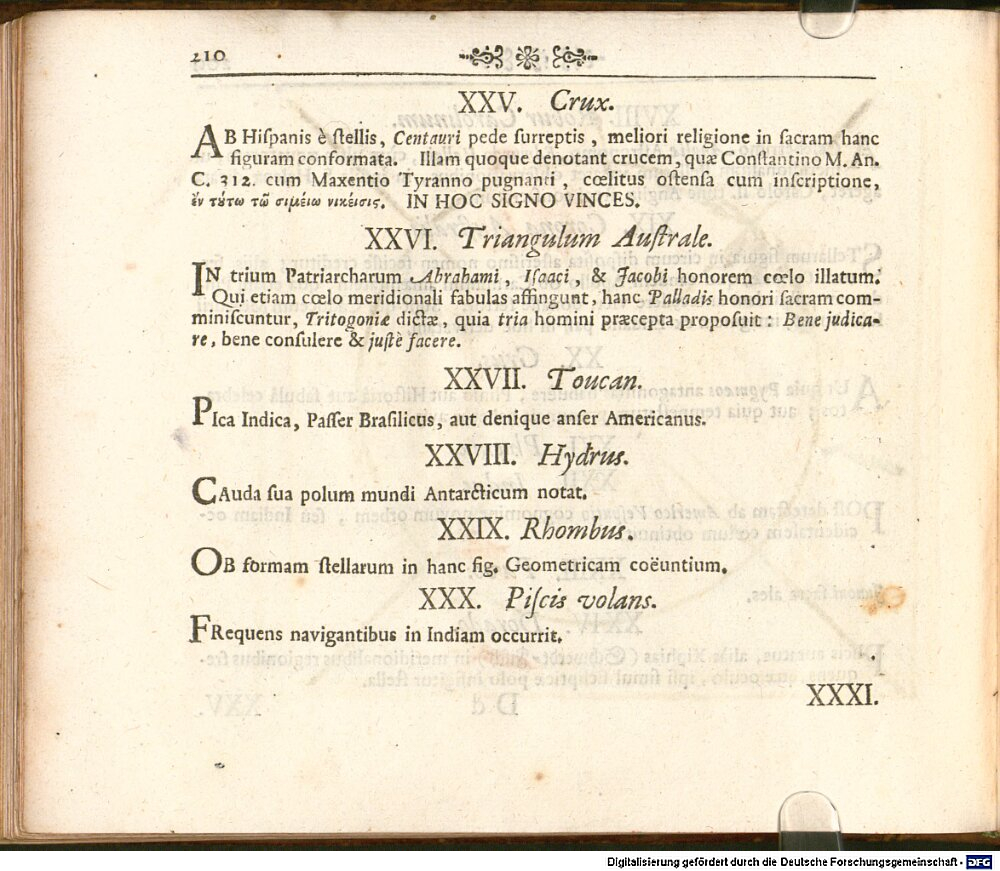 210
XXV. Crux.
AB Hiſpanis è ſtellis, Centauri pede ſurreptis, meliori religione in ſacram hanc
figuram conformata. Illam quoque denotant crucem, quæ Conſtantino M. An.
C. 312. cum Maxentio Tyranno pugnanti, cœlitus oſtenſa cum inſcriptione,
ἐν τύτῳ τῶ σιμείω νικέισις. IN HOC SIGNO VINCES.
XXVI. Triangulum Auſtrale.
IN trium Patriarcharum Abrahami, Iſaaci, & Jacobi honorem cœlo illatum.
Qui etiam cœlo meridionali fabulas affingunt, hanc Palladis honori ſacram com-
miniſcuntur, Tritogoniæ dictæ, quia tria homini præcepta propoſuit: Bene judica-
re, bene conſulere & juſtè facere.
XXVII. Toucan.
PIca Indica, Paſſer Braſilicus, aut denique anſer Americanus.
XXVIII. Hydrus.
CAuda ſua polum mundi Antarcticum notat.
XXIX. Rhombus.
OB formam ſtellarum in hanc fig. Geometricam coëuntium.
XXX. Piſcis volans.
FRequens navigantibus in Indiam occurrit.
XXXI.
Digitalisierung gefördert durch die Deutsche Forschungsgemeinschaft - DFG